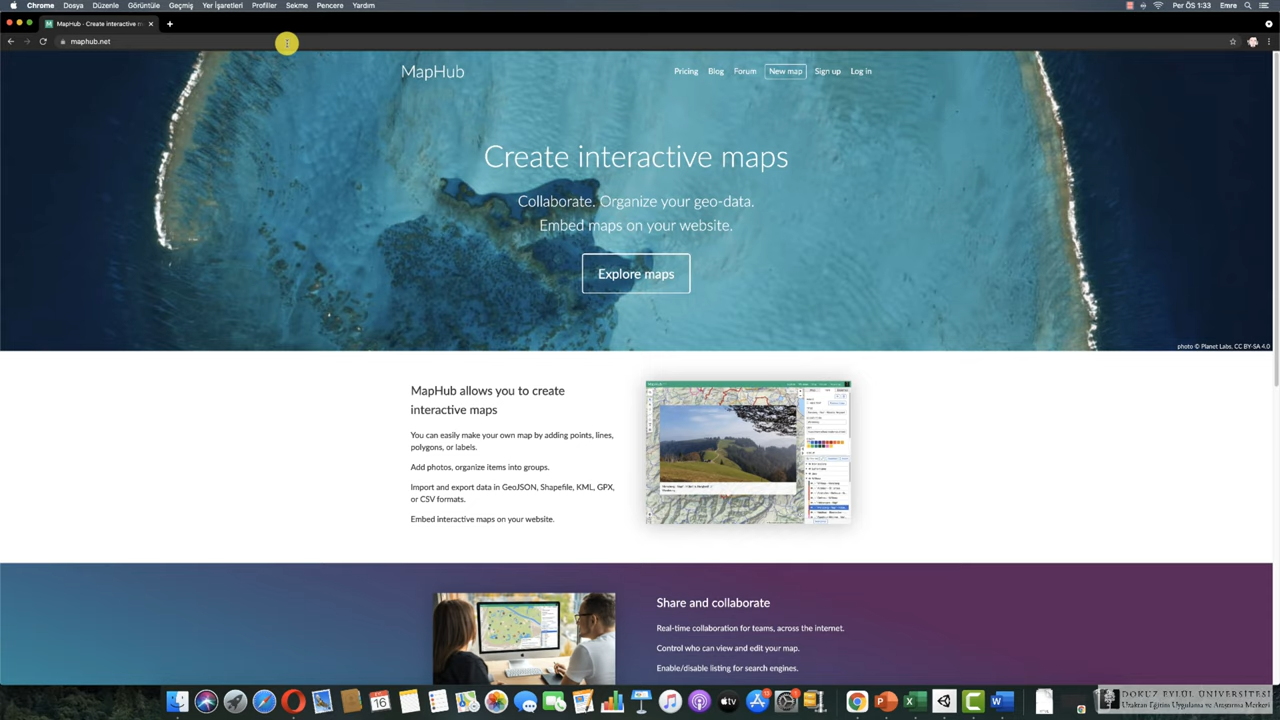 Chrome Dosya Düzenle Görüntüle Geçmiş Yer İşaretleri Profiller Sekme Pencere Yardım
Per ÖS 1:33 Emre
MapHub - Create interactive m
maphub.net
MapHub
Pricing Blog Forum New map Sign up Log in
Create interactive maps
Collaborate. Organize your geo-data.
Embed maps on your website.
Explore maps
photo © Planet Labs, CC BY-SA 4.0
MapHub allows you to create
interactive maps
You can easily make your own map by adding points, lines,
polygons, or labels.
Add photos, organize items into groups.
Import and export data in GeoJSON, Shapefile, KML, GPX,
or CSV formats.
Embed interactive maps on your website.
Share and collaborate
Real-time collaboration for teams, across the internet.
Control who can view and edit your map.
Enable/disable listing for search engines.
DOKUZ EYLÜL ÜNİVERSİTESİ
Uzaktan Eğitim Uygulama ve Araştırma Merkezi